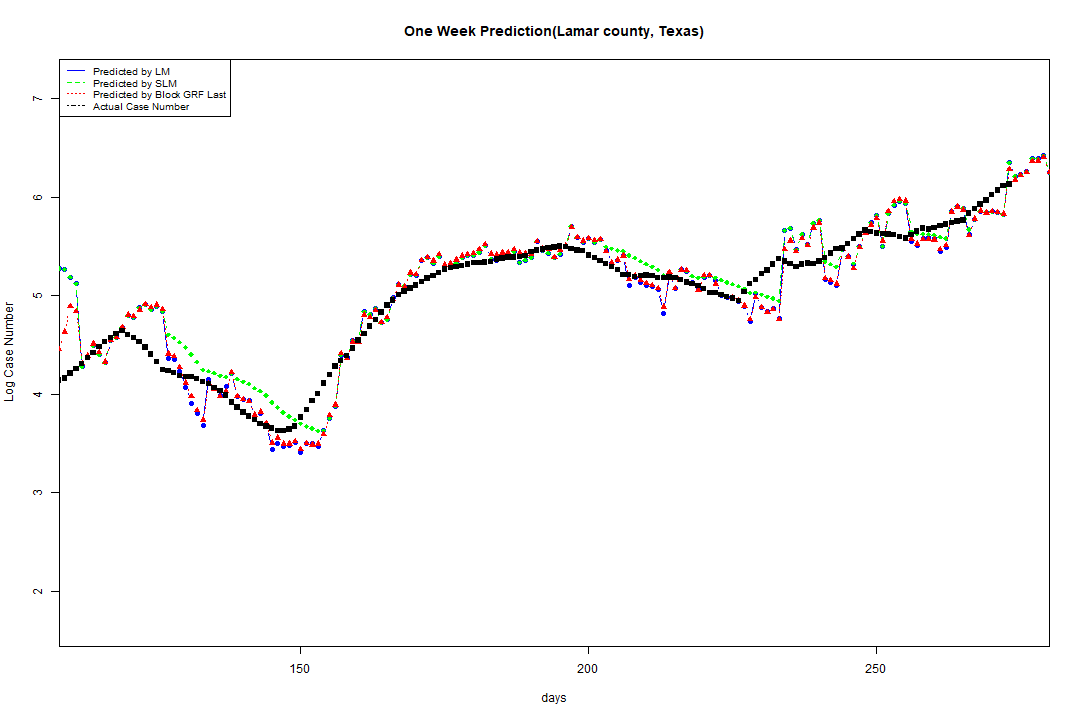 One Week Prediction(Lamar county, Texas)
Predicted by LM
Predicted by SLM
Predicted by Block GRF Last
Actual Case Number
7
6
5
4
3
2
Log Case Number
150
200
250
days